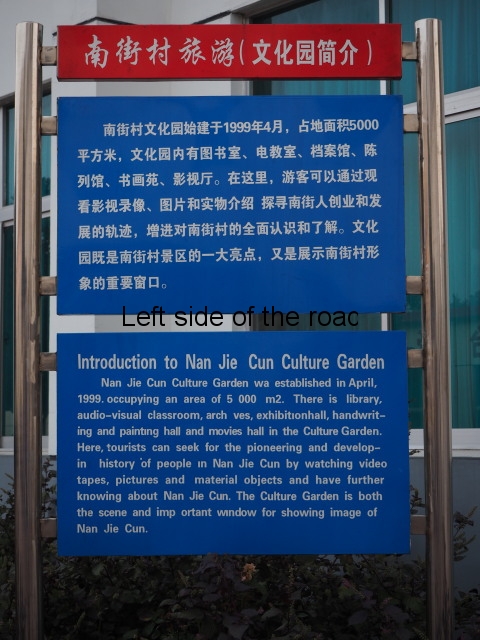 南街村旅游(文化园简介)
南街村文化园始建于1999年4月，占地面积5000
平方米，文化园内有图书室、电教室、档案馆、陈
列馆、书画苑、影视厅。在这里，游客可以通过观
看影视录像、图片和实物介绍 探寻南街人创业和发
展的轨迹，增进对南街村的全面认识和了解。文化
园既是南街村景区的一大亮点，又是展示南街村形
象的重要窗口。
Left side of the roac
Introduction to Nan Jie Cun Culture Garden
Nan Jie Cun Culture Garden wa established in April,
1999. occupying an area of 5 000 m2. There is library,
audio-visual classroom, arch ves, exhibitionhall, handwrit-
ing and painting hall and movies hall in the Culture Garden.
Here, tourists can seek for the pioneering and develop-
in history of people in Nan Jie Cun by watching video
tapes, pictures and material objects and have further
knowing about Nan Jie Cun. The Culture Garden is both
the scene and imp ortant window for showing image of
Nan Jie Cun.